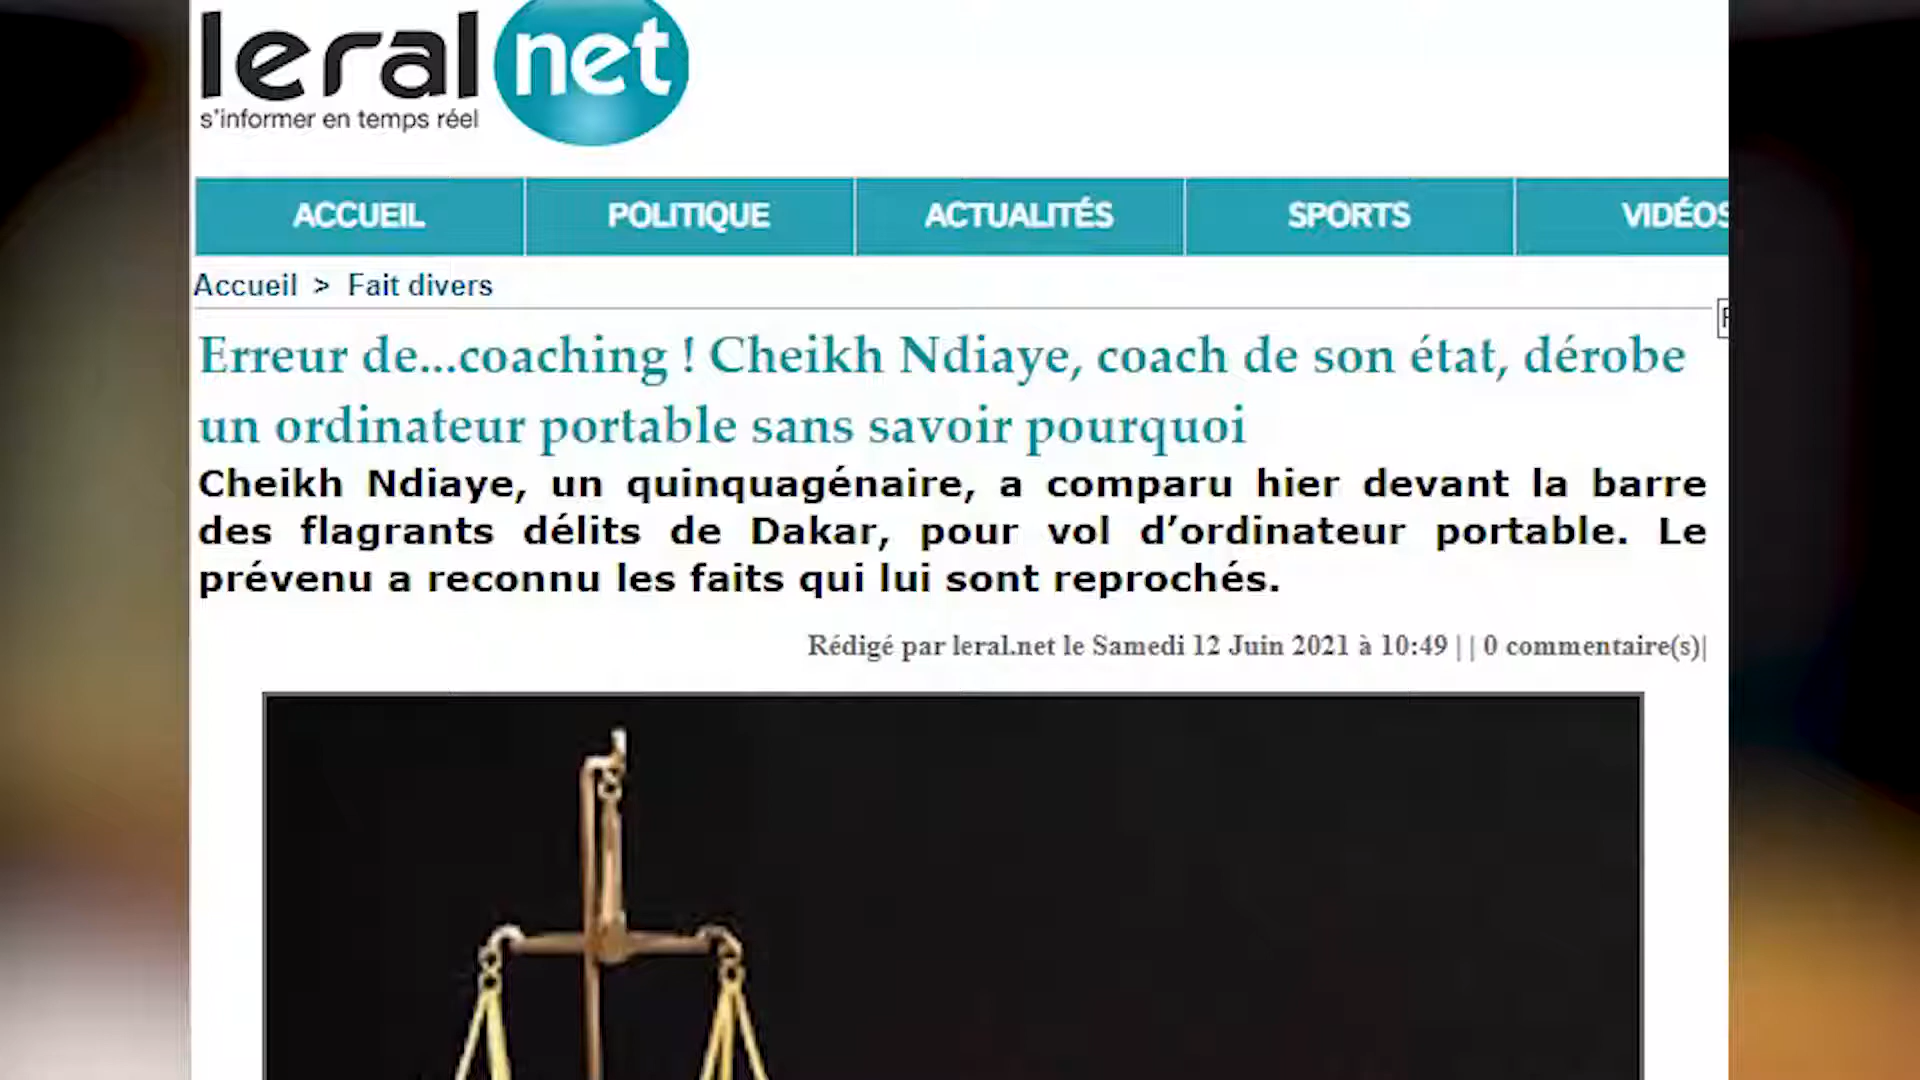 leral net
s'informer en temps réel
ACCUEIL POLITIQUE ACTUALITÉS SPORTS VIDÉOS
Accueil > Fait divers
Erreur de...coaching ! Cheikh Ndiaye, coach de son état, dérobe
un ordinateur portable sans savoir pourquoi
Cheikh Ndiaye, un quinquagénaire, a comparu hier devant la barre
des flagrants délits de Dakar, pour vol d’ordinateur portable. Le
prévenu a reconnu les faits qui lui sont reprochés.
Rédigé par leral.net le Samedi 12 Juin 2021 à 10:49 | | 0 commentaire(s)|